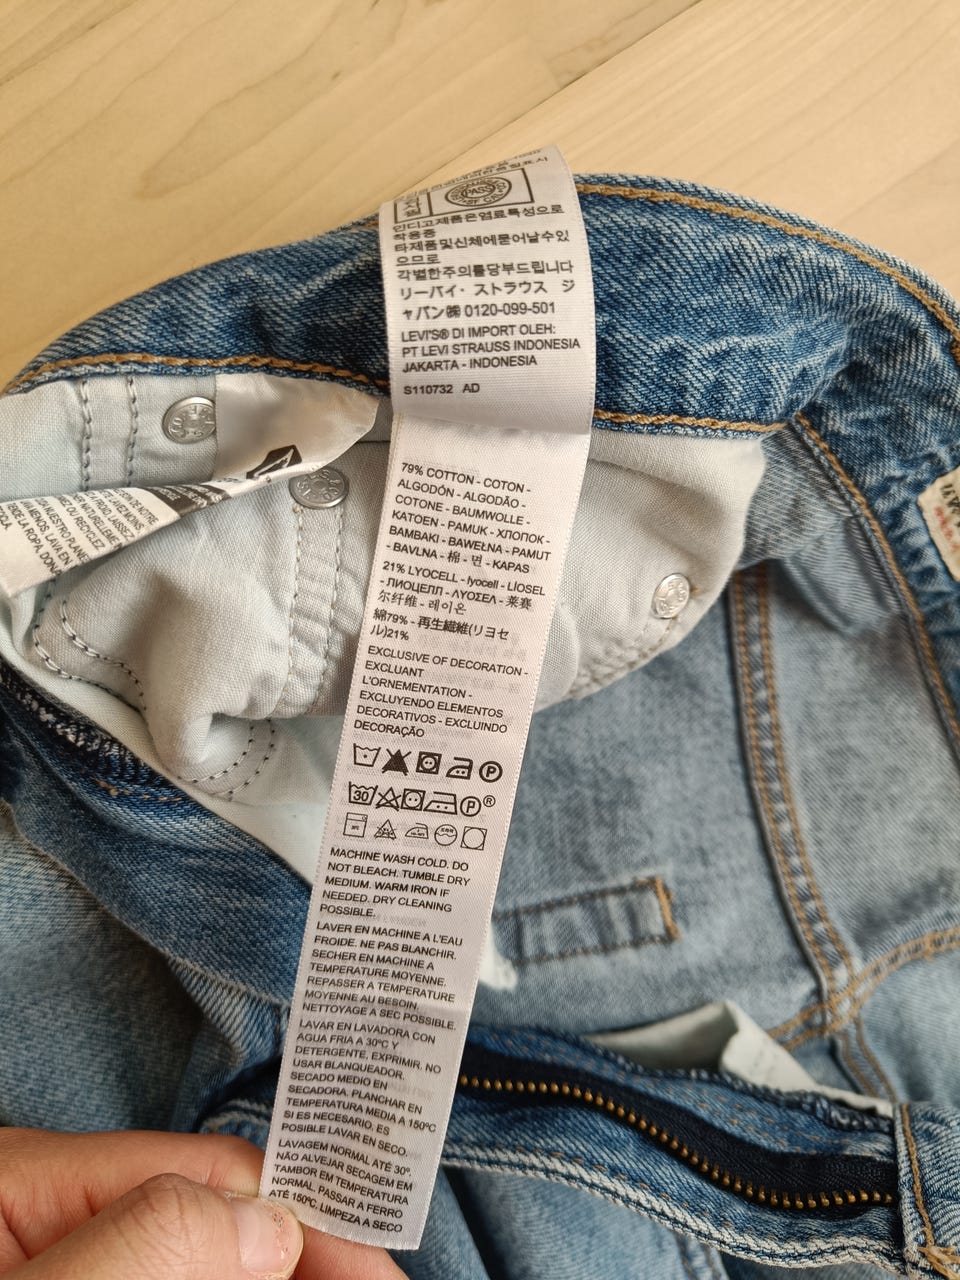 PASS
인디고제품은염료특성으로
착용중
타제품및신체에묻어날수있
으므로
각별한주의를당부드립니다
リーバイ・ストラウス ジ
ャパン㈱ 0120-099-501
LEVI'S® DI IMPORT OLEH:
PT LEVI STRAUSS INDONESIA
JAKARTA - INDONESIA
S110732 AD
79% COTTON - COTON -
ALGODÓN - ALGODÃO -
COTONE - BAUMWOLLE -
KATOEN - PAMUK - ХЛОПОК -
BAMBAKI - BAWEŁNA - PAMUT
- BAVLNA - 棉 - 면 - KAPAS
21% LYOCELL - lyocell - LİOSEL
- ЛИОЦЕЛЛ - ΛΥΟΣΕΛ - 莱赛
尔纤维 - 레이온
綿79% - 再生繊維(リヨセ
ル)21%
EXCLUSIVE OF DECORATION -
EXCLUANT
L'ORNEMENTATION -
EXCLUYENDO ELEMENTOS
DECORATIVOS - EXCLUINDO
DECORAÇÃO
P
30 P ®
MACHINE WASH COLD. DO
NOT BLEACH. TUMBLE DRY
MEDIUM. WARM IRON IF
NEEDED. DRY CLEANING
POSSIBLE.
LAVER EN MACHINE A L'EAU
FROIDE. NE PAS BLANCHIR.
SECHER EN MACHINE A
TEMPERATURE MOYENNE.
REPASSER A TEMPERATURE
MOYENNE AU BESOIN.
NETTOYAGE A SEC POSSIBLE.
LAVAR EN LAVADORA CON
AGUA FRIA A 30ºC Y
DETERGENTE, EXPRIMIR. NO
USAR BLANQUEADOR.
SECADO MEDIO EN
SECADORA. PLANCHAR EN
TEMPERATURA MEDIA A 150ºC
SI ES NECESARIO. ES
POSIBLE LAVAR EN SECO.
LAVAGEM NORMAL ATÉ 30º.
NÃO ALVEJAR SECAGEM EM
TAMBOR EM TEMPERATURA
NORMAL. PASSAR A FERRO
ATÉ 150ºC. LIMPEZA A SECO